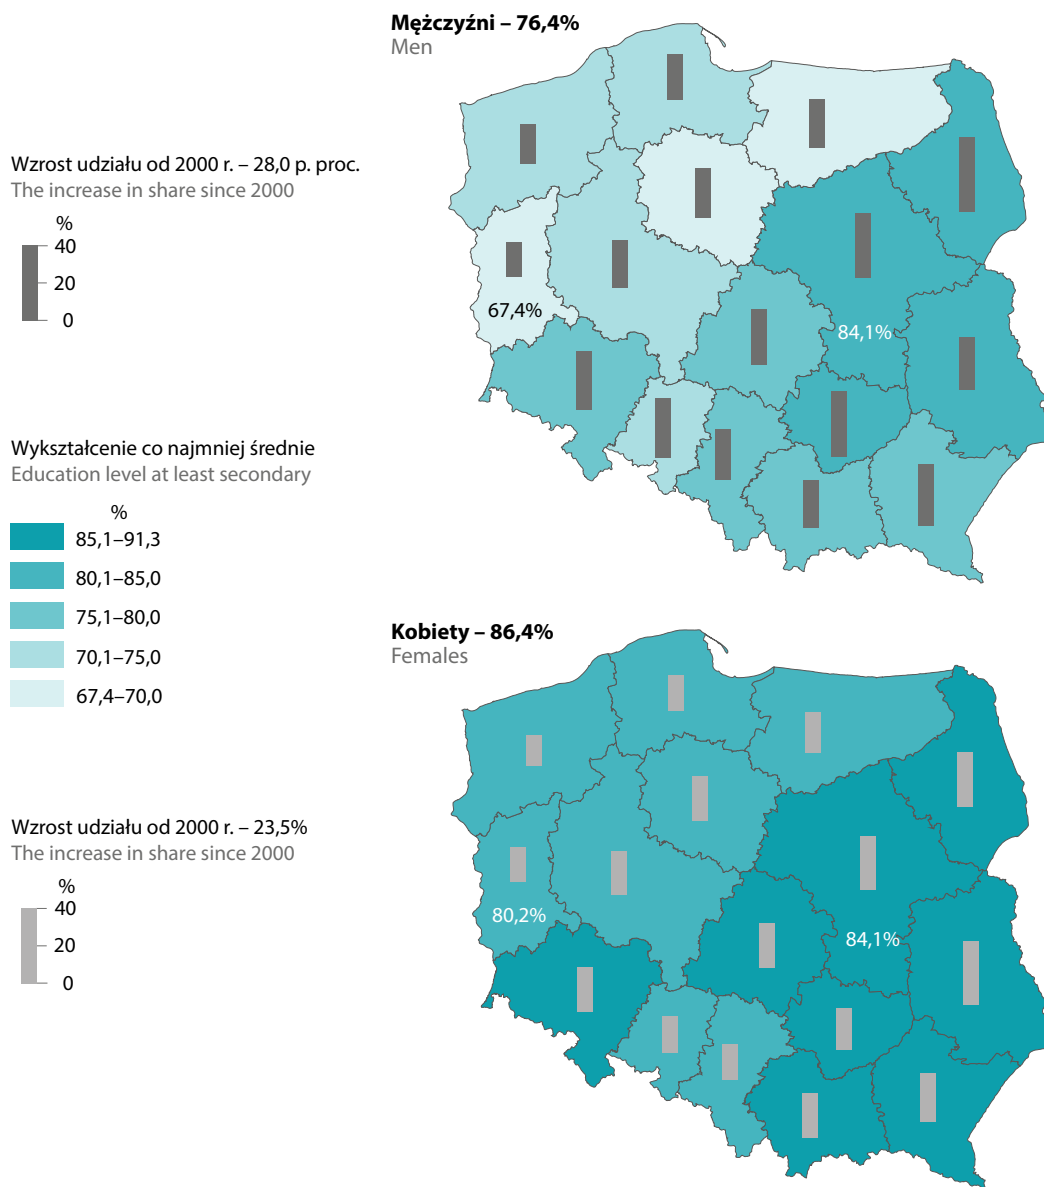 Mężczyźni – 76,4%
Men
Wzrost udziału od 2000 r. – 28,0 p. proc.
The increase in share since 2000
%
40
20
0
67,4%
84,1%
Wykształcenie co najmniej średnie
Education level at least secondary
%
85,1–91,3
80,1–85,0
75,1–80,0
70,1–75,0
67,4–70,0
Kobiety – 86,4%
Females
Wzrost udziału od 2000 r. – 23,5%
The increase in share since 2000
%
40
20
0
80,2%
84,1%